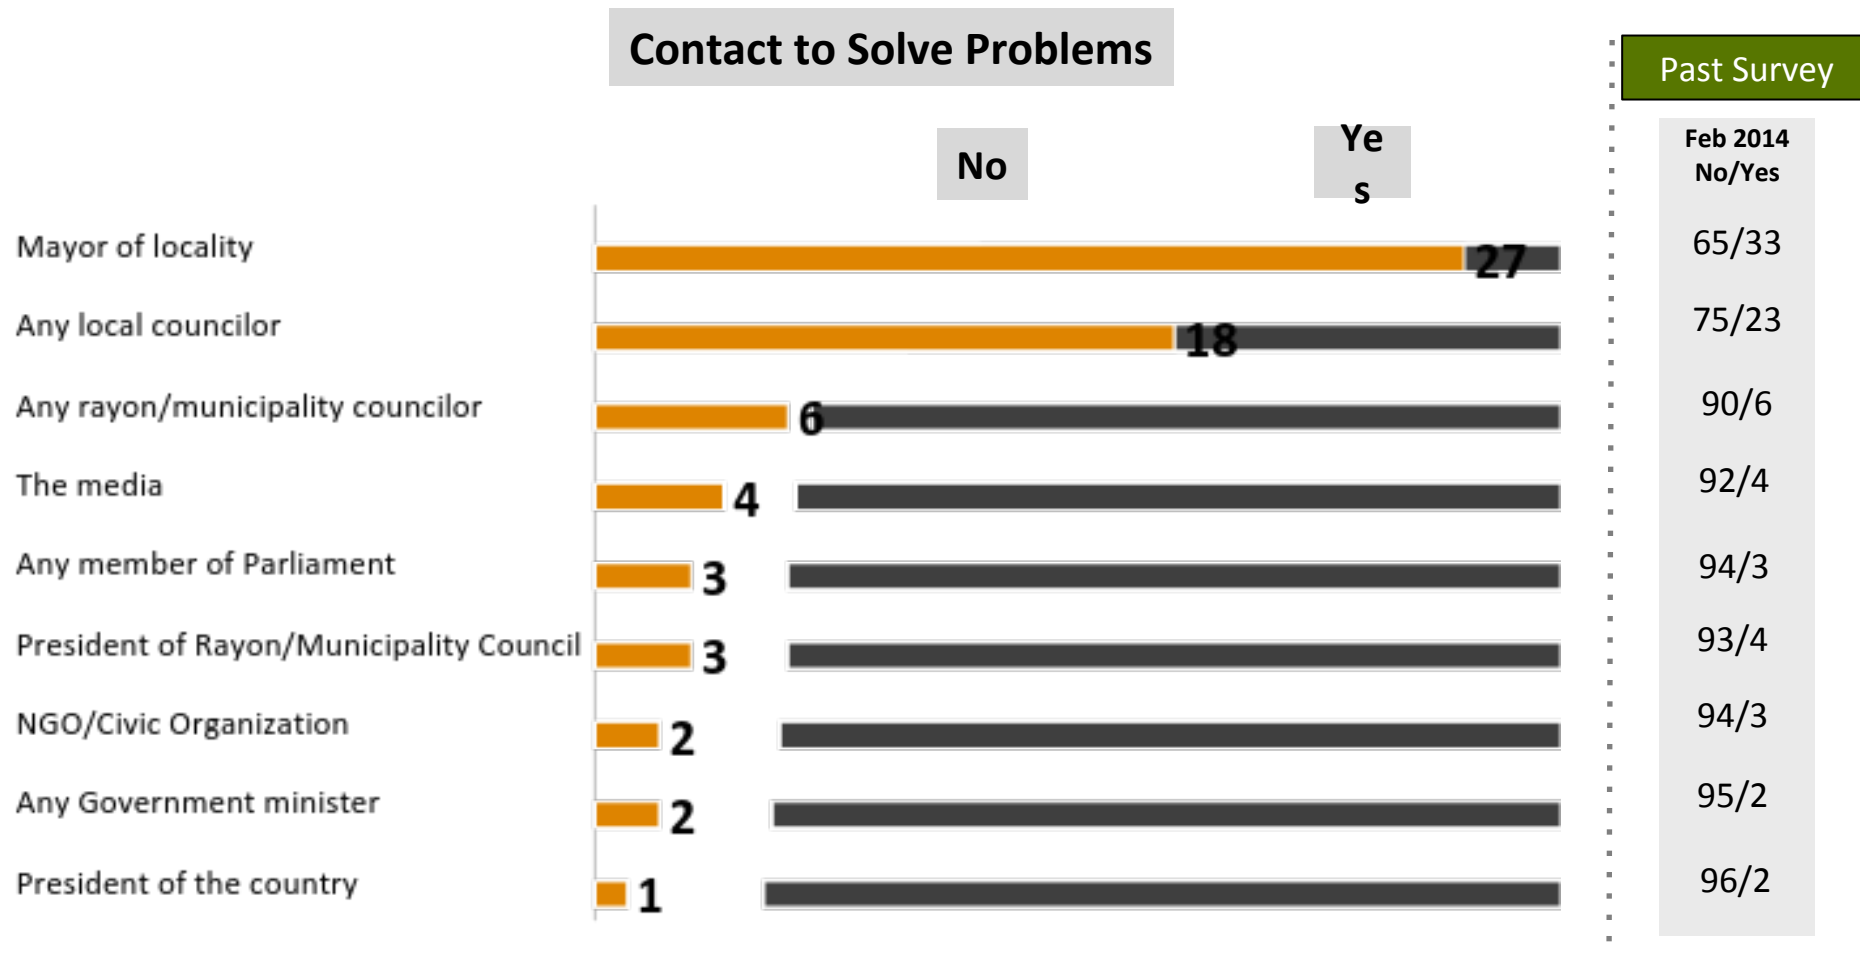 Contact to Solve Problems
Past Survey
No
Ye
s
Feb 2014
No/Yes
Mayor of locality 27 65/33
Any local councilor 18 75/23
Any rayon/municipality councilor 6 90/6
The media 4 92/4
Any member of Parliament 3 94/3
President of Rayon/Municipality Council 3 93/4
NGO/Civic Organization 2 94/3
Any Government minister 2 95/2
President of the country 1 96/2